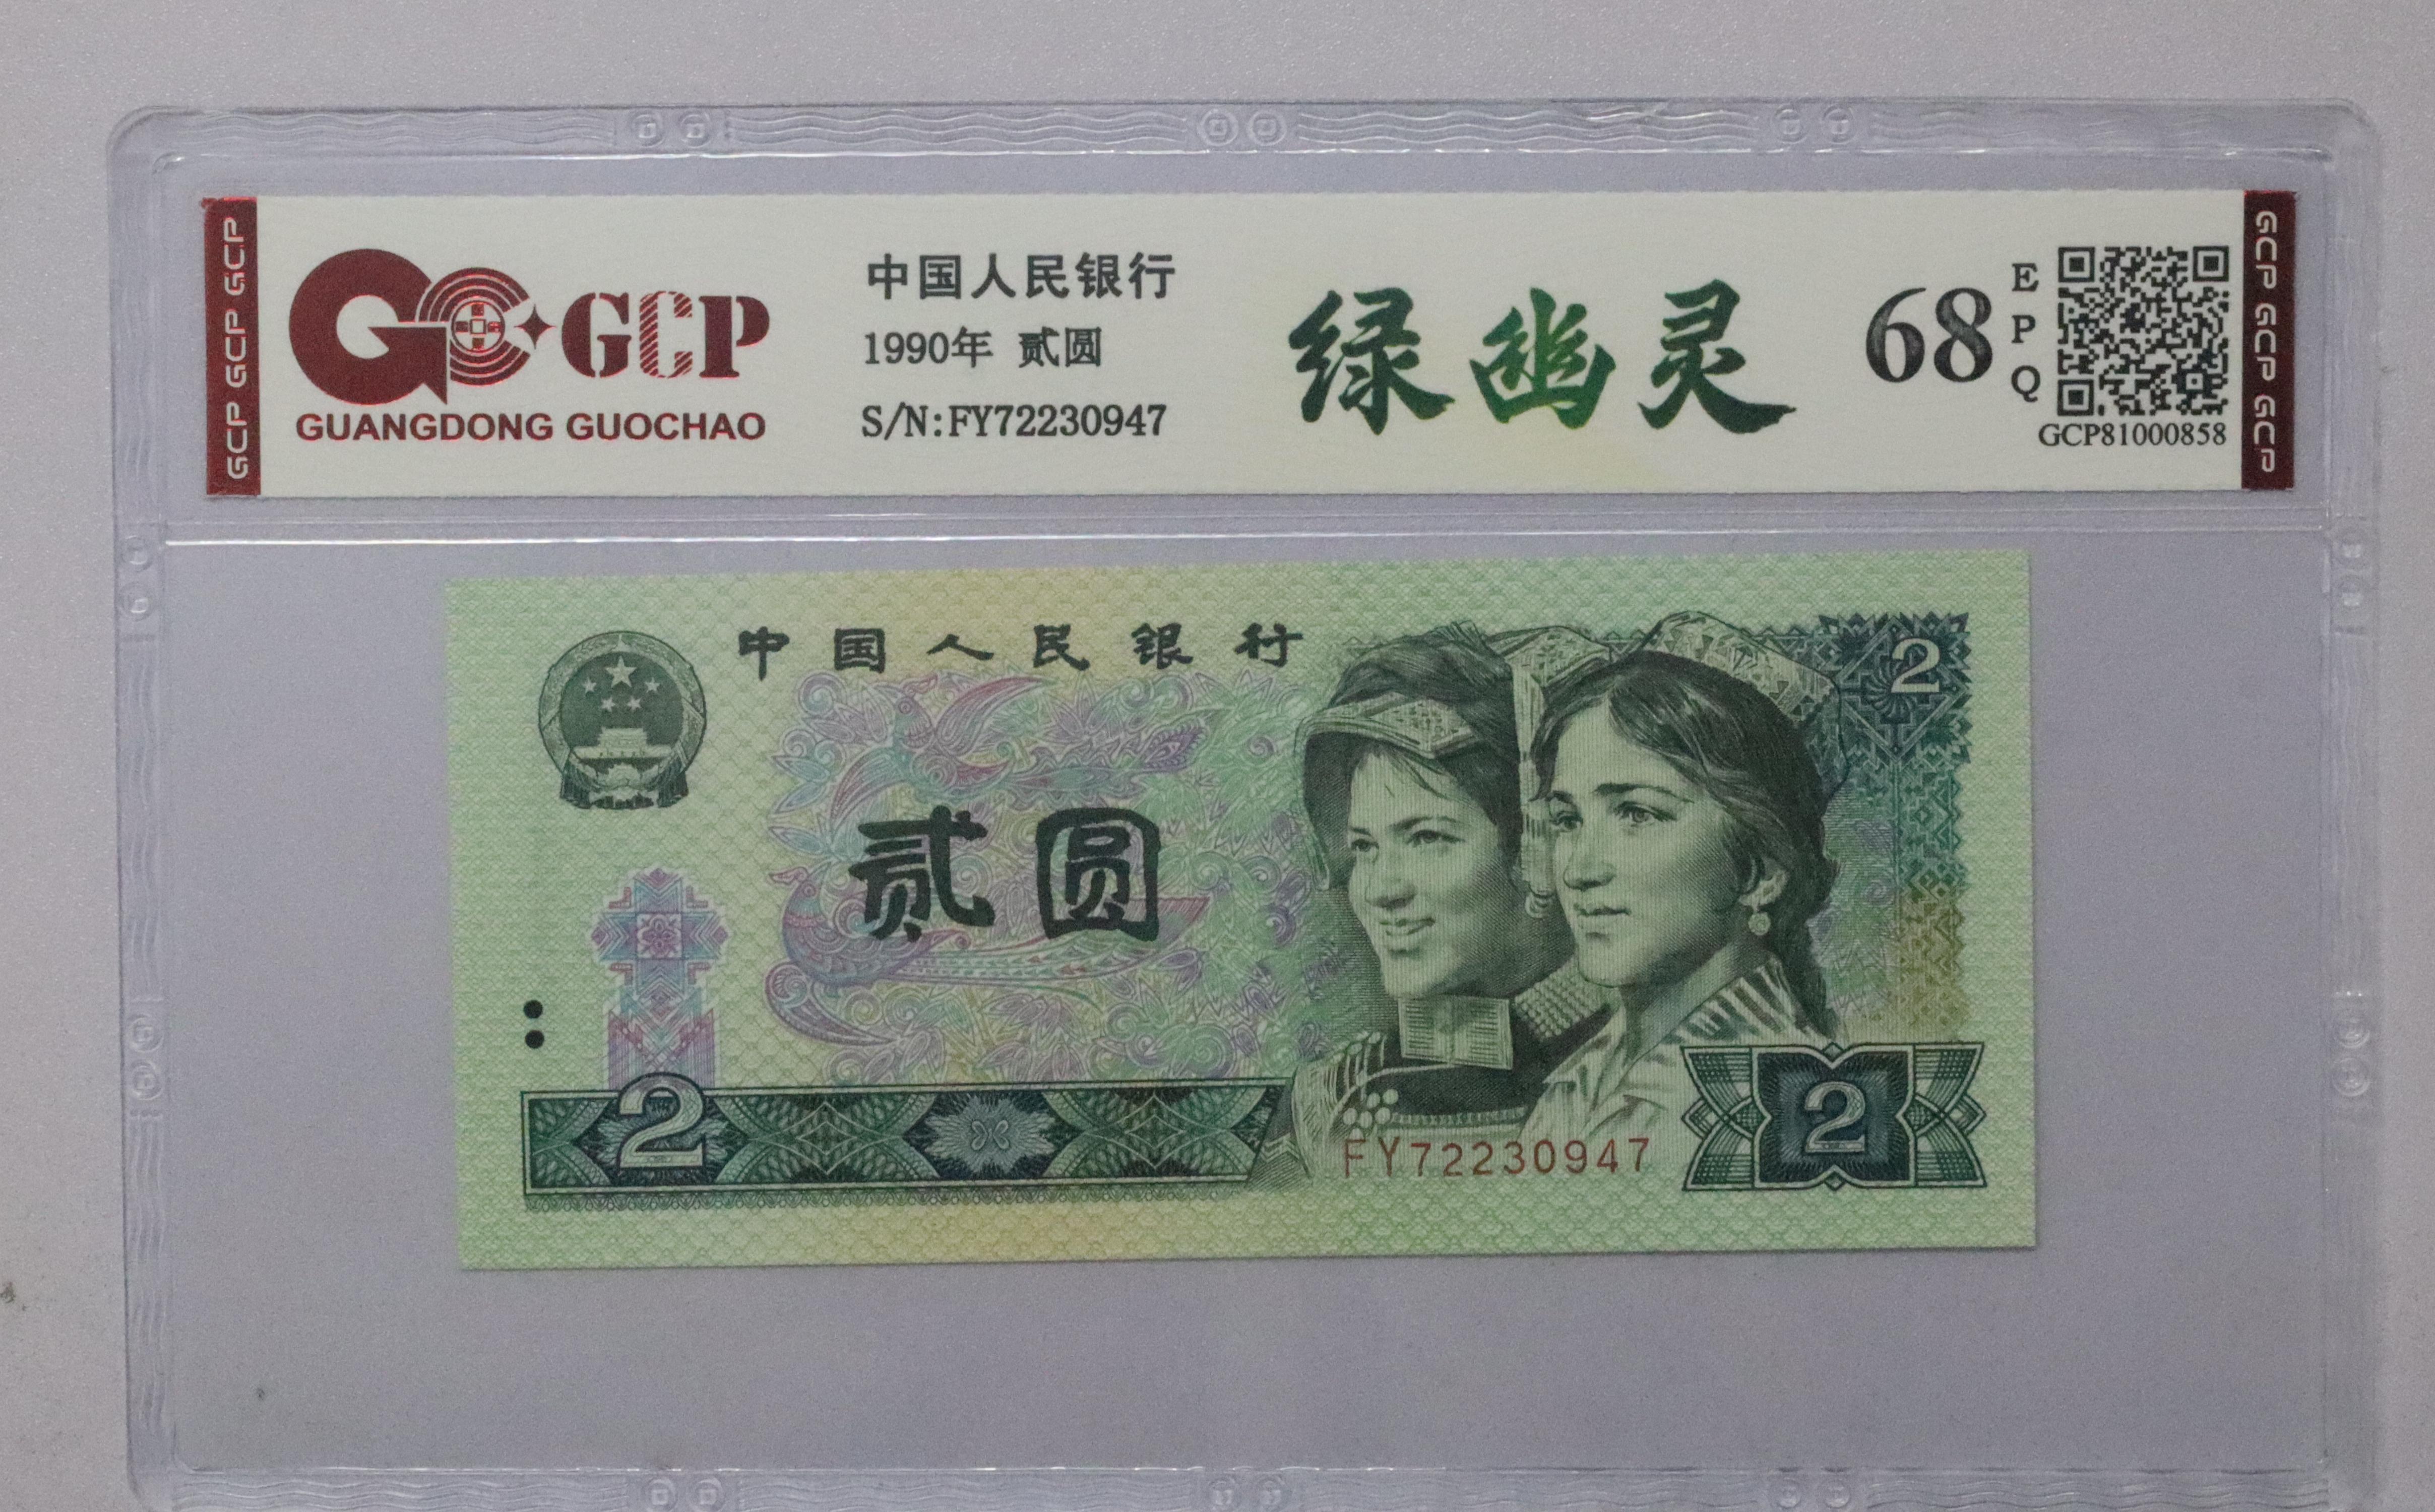 GCP GCP GCP
GCP
GUANGDONG GUOCHAO
中国人民银行
1990年 贰圆
S/N:FY72230947
绿幽灵
68
EPQ
GCP81000858
GCP GCP GCP
中国人民银行
2
贰圆
2
FY72230947
2